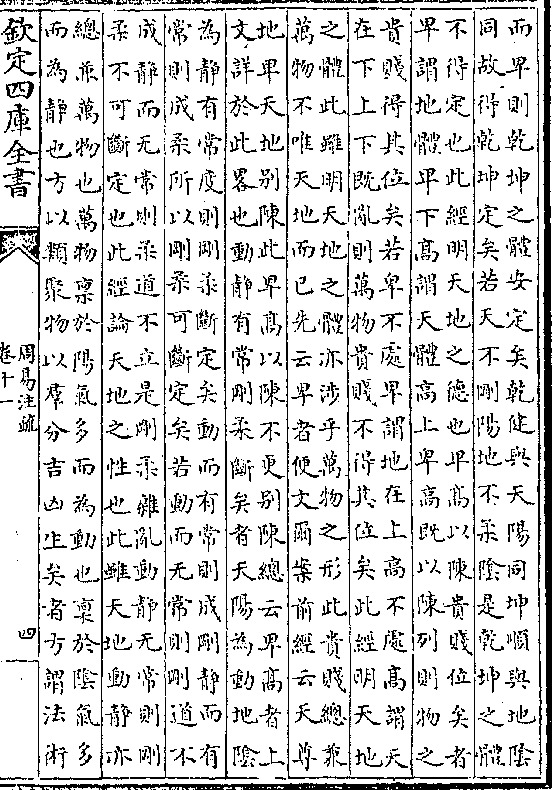 而卑則乾坤之體安定矣乾健與天陽同坤順與地陰
同故得乾坤定矣若天不剛陽地不柔陰是乾坤之體
不得定也此經明天地之德也卑高以陳貴賤位矣者
卑謂地體卑下高謂天體高上卑高既以陳列則物之
貴賤得其位矣若卑不處卑謂地在上高不處高謂天
在下上下既亂則萬物貴賤不得其位矣此經明天地
之體此雖明天地之體亦涉乎萬物之形此貴賤總兼
萬物不唯天地而已先云卑者便文爾案前經云天尊
地卑天地別陳此卑高以陳不更別陳總云卑高者上
文詳於此畧也動靜有常剛柔斷矣者天陽為動地陰
為靜有常度則剛柔斷定矣動而有常則成剛靜而有
常則成柔所以剛柔可斷定矣若動而无常則剛道不
成靜而无常則柔道不立是剛柔雜亂動靜无常則剛
柔不可斷定也此經論天地之性也此雖天地動靜亦
總兼萬物也萬物稟於陽氣多而為動也稟於陰氣多
而為靜也方以類聚物以羣分吉凶生矣者方謂法術
欽定四庫全書
周易注疏
卷十一
四